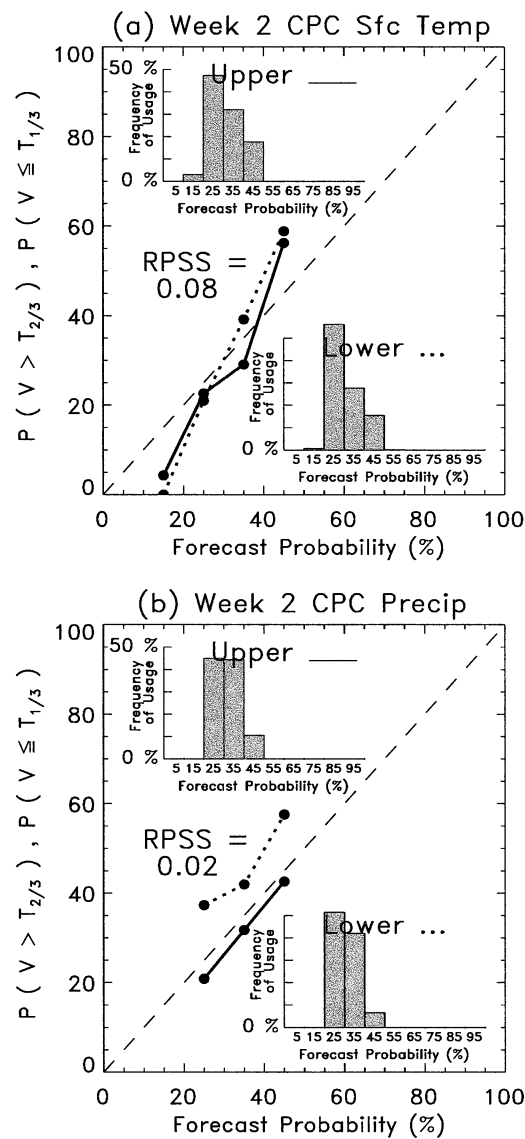 (a) Week 2 CPC Sfc Temp
P ( V > T2/3 ) , P ( V ≤ T1/3 )
100
80
60
40
20
0
50 %
Frequency of Usage
0 %
Upper ___
5 15 25 35 45 55 65 75 85 95
Forecast Probability (%)
RPSS =
0.08
Lower ...
Frequency of Usage
0 %
5 15 25 35 45 55 65 75 85 95
Forecast Probability (%)
0 20 40 60 80 100
Forecast Probability (%)
(b) Week 2 CPC Precip
P ( V > T2/3 ) , P ( V ≤ T1/3 )
100
80
60
40
20
0
50 %
Frequency of Usage
0 %
Upper ___
5 15 25 35 45 55 65 75 85 95
Forecast Probability (%)
RPSS =
0.02
Lower ...
Frequency of Usage
0 %
5 15 25 35 45 55 65 75 85 95
Forecast Probability (%)
0 20 40 60 80 100
Forecast Probability (%)